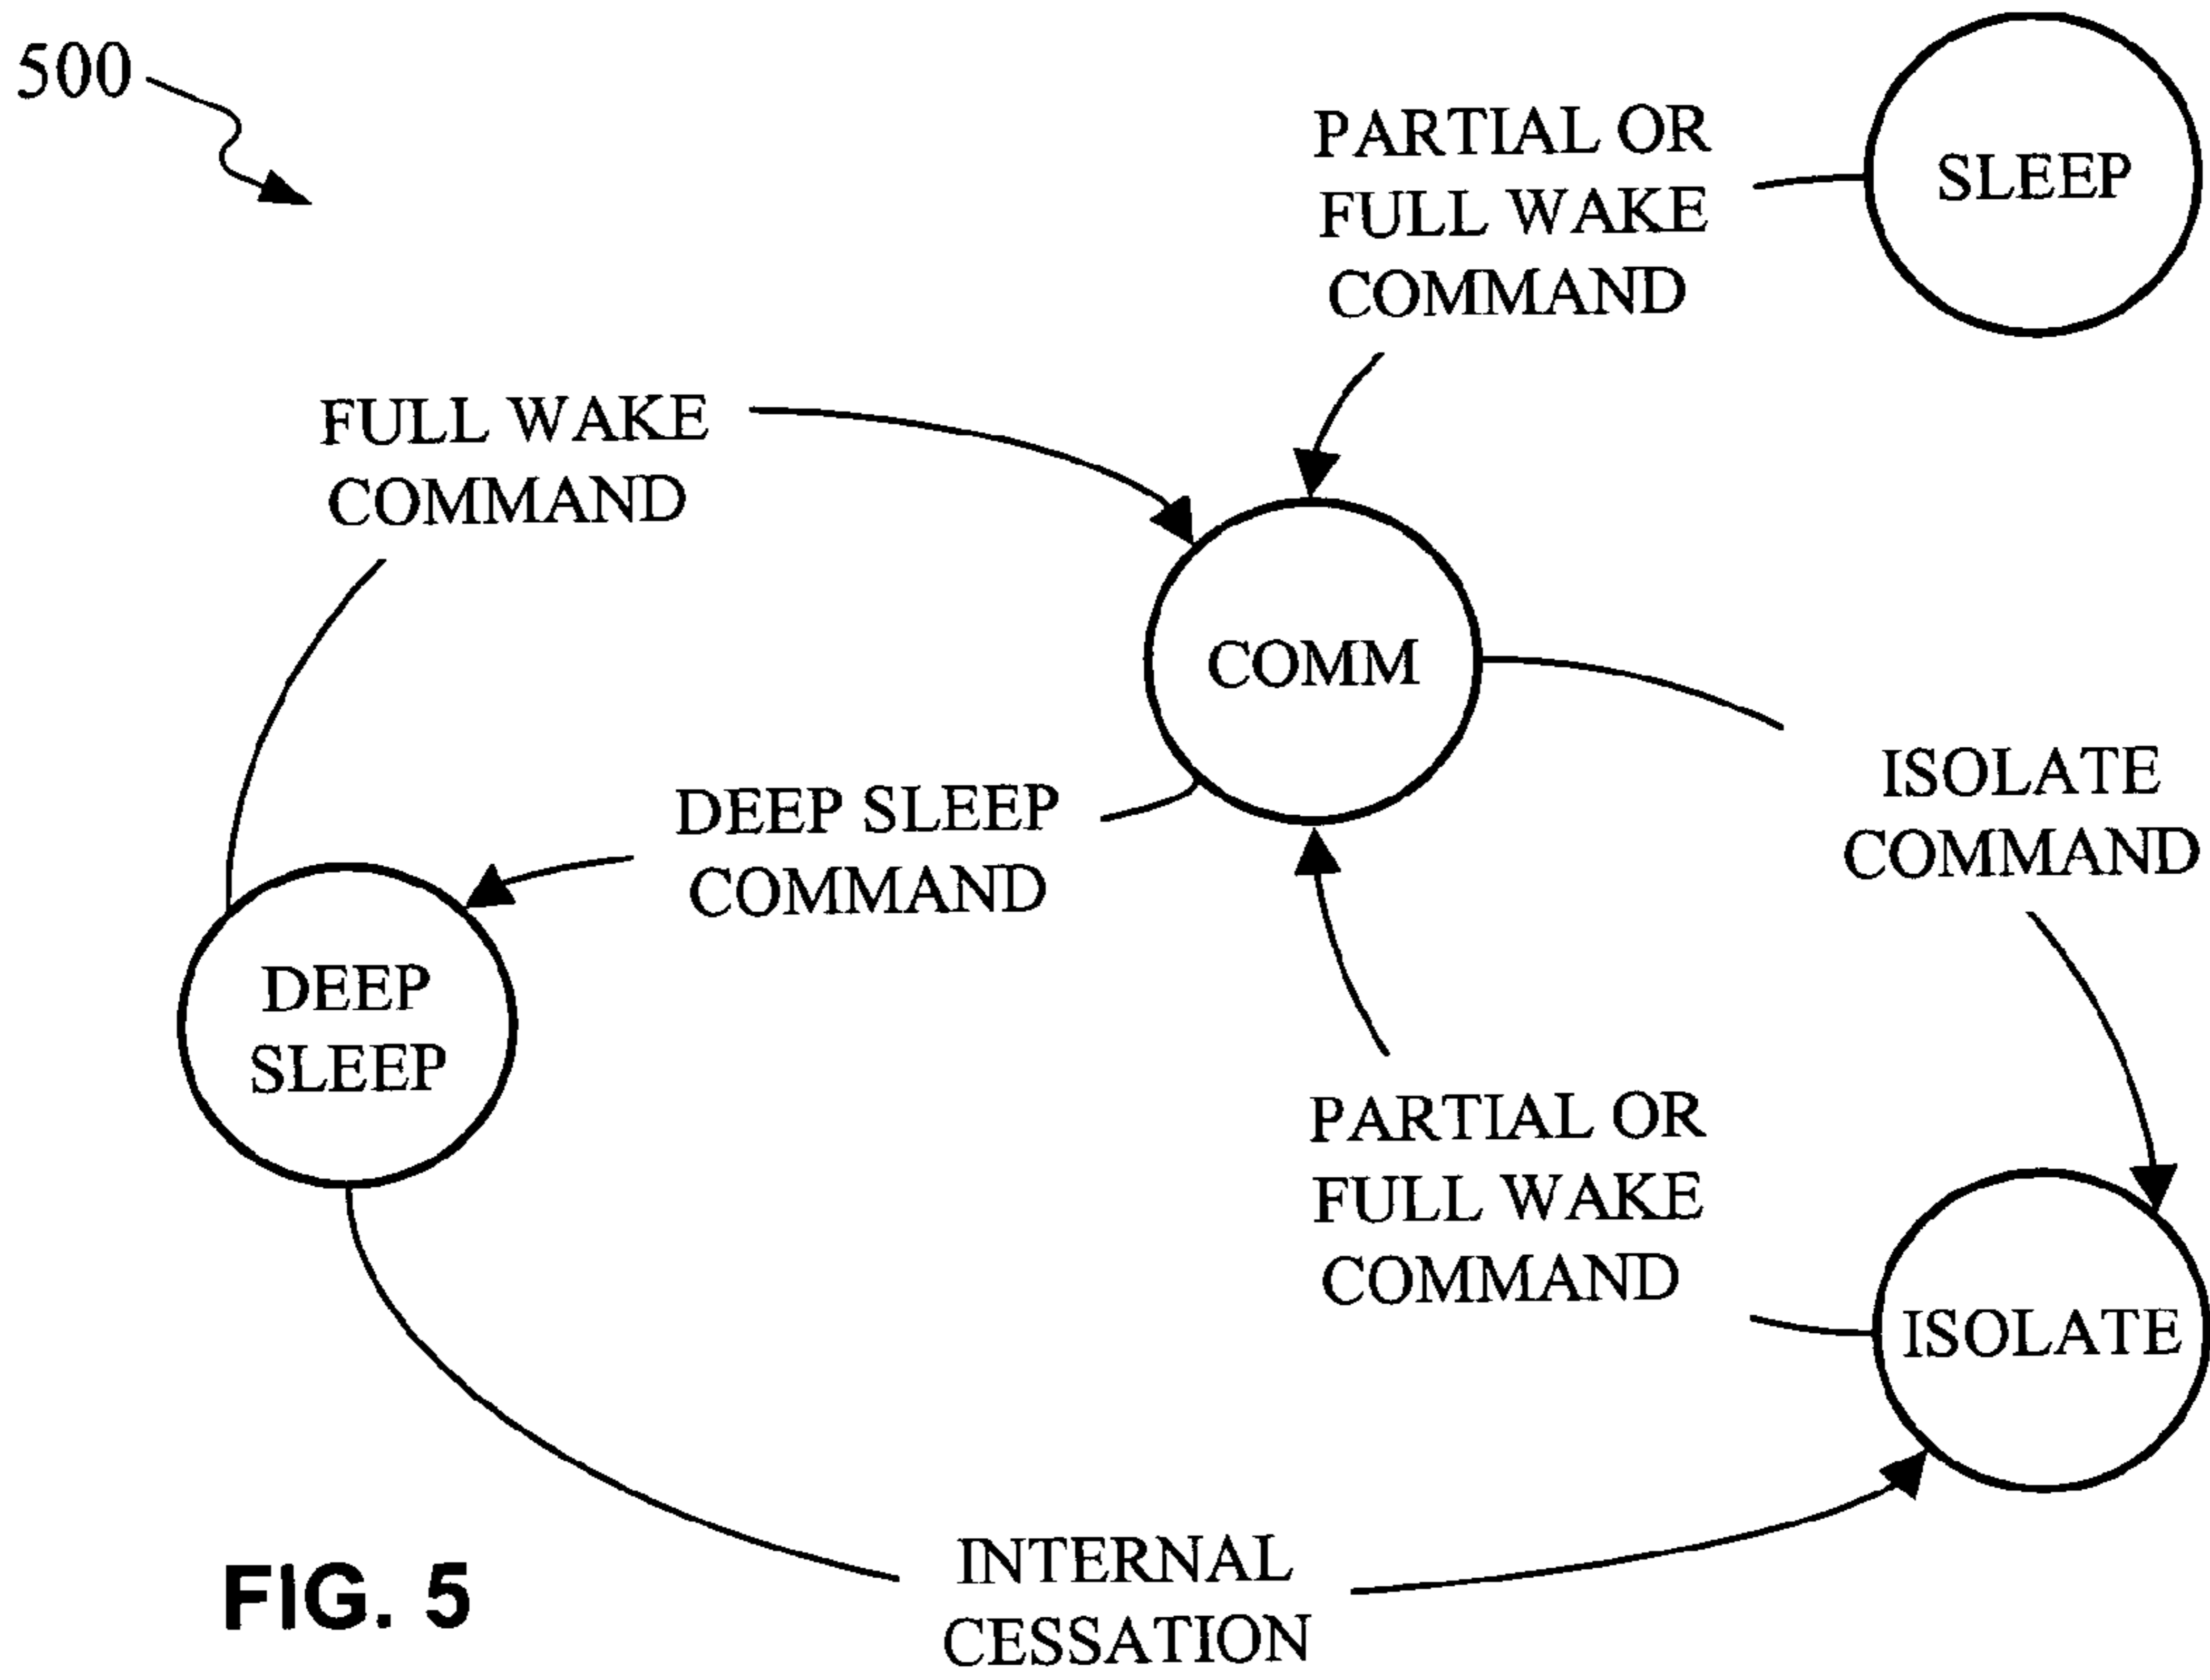 500
PARTIAL OR
FULL WAKE
COMMAND
SLEEP
FULL WAKE
COMMAND
COMM
ISOLATE
COMMAND
DEEP SLEEP
COMMAND
DEEP
SLEEP
PARTIAL OR
FULL WAKE
COMMAND
ISOLATE
INTERNAL
CESSATION
FIG. 5